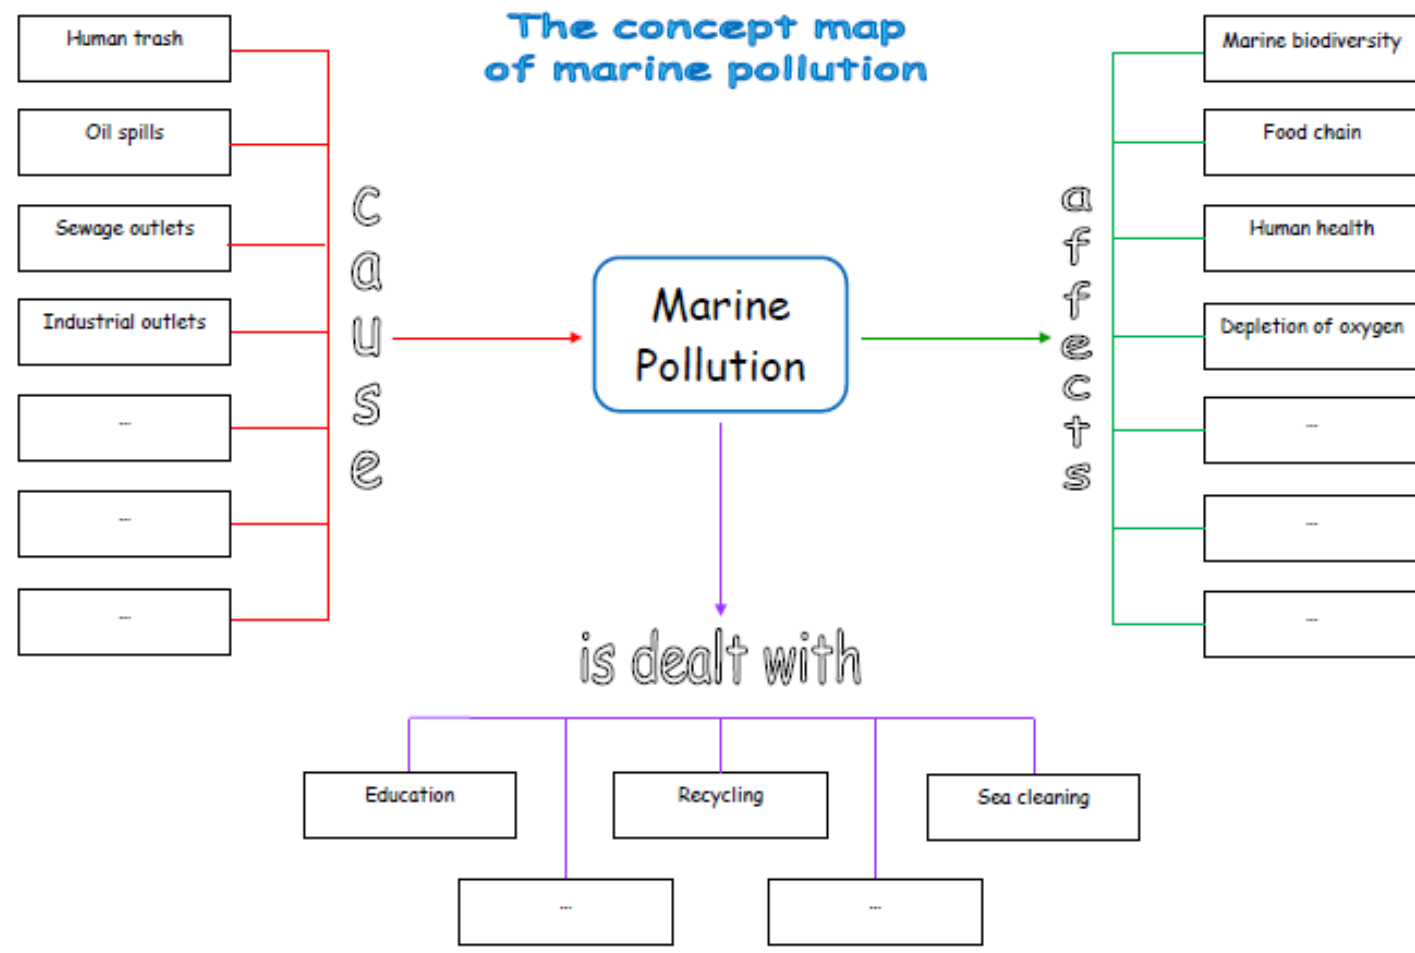 The concept map
of marine pollution
Human trash
Oil spills
Sewage outlets
Industrial outlets
...
...
...
cause
Marine
Pollution
affects
Marine biodiversity
Food chain
Human health
Depletion of oxygen
...
...
...
is dealt with
Education
Recycling
Sea cleaning
...
...